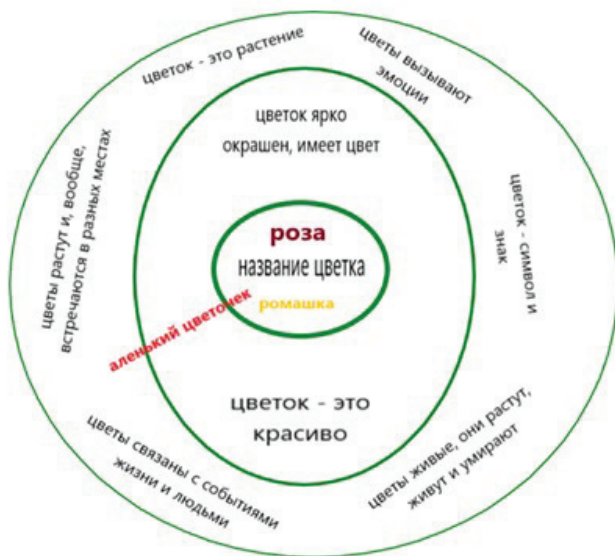 цветок - это растение
цветы вызывают
эмоции
цветок ярко
окрашен, имеет цвет
цветы растут и, вообще,
встречаются в разных местах
цветок - символ и
знак
роза
название цветка
ромашка
аленький цветочек
цветок - это
красиво
цветы связаны с событиями
жизни и людьми
цветы живые, они растут,
живут и умирают